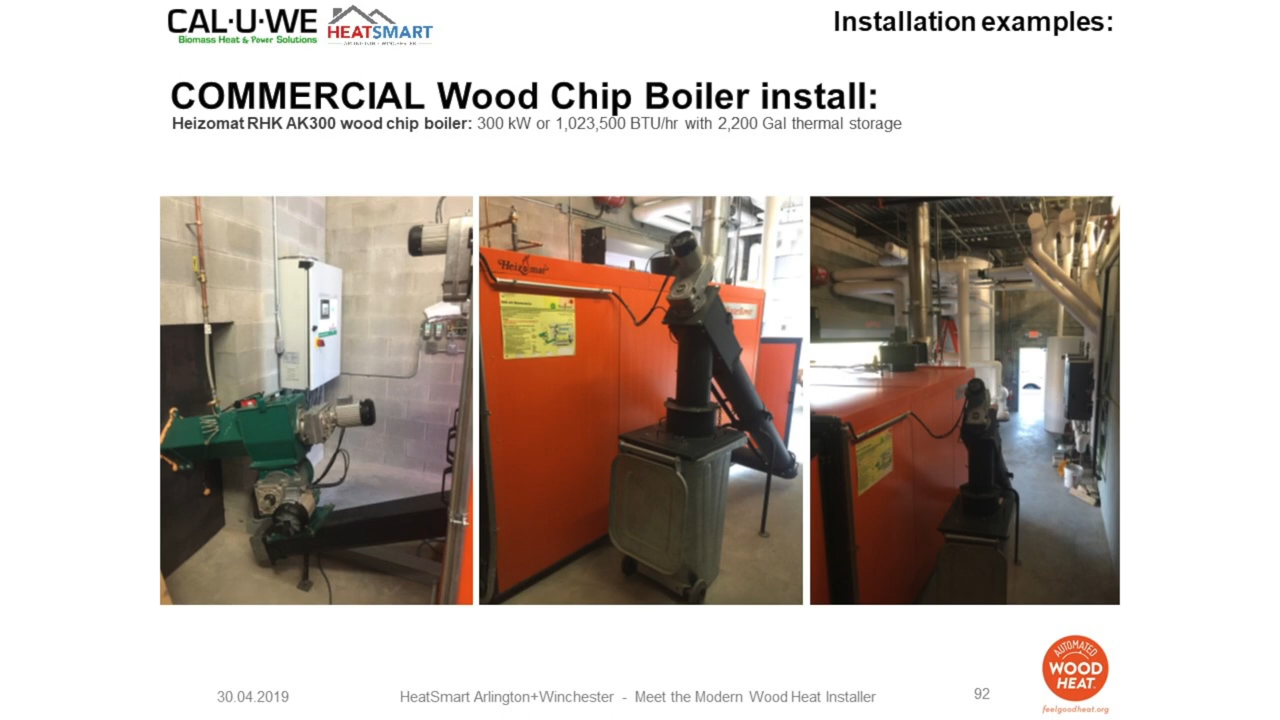 CAL·U·WE
Biomass Heat & Power Solutions
HEATSMART
Installation examples:
COMMERCIAL Wood Chip Boiler install:
Heizomat RHK AK300 wood chip boiler: 300 kW or 1,023,500 BTU/hr with 2,200 Gal thermal storage
Heizomat
AUTOMATED
WOOD
HEAT
feelgoodheat.org
30.04.2019
HeatSmart Arlington+Winchester - Meet the Modern Wood Heat Installer
92